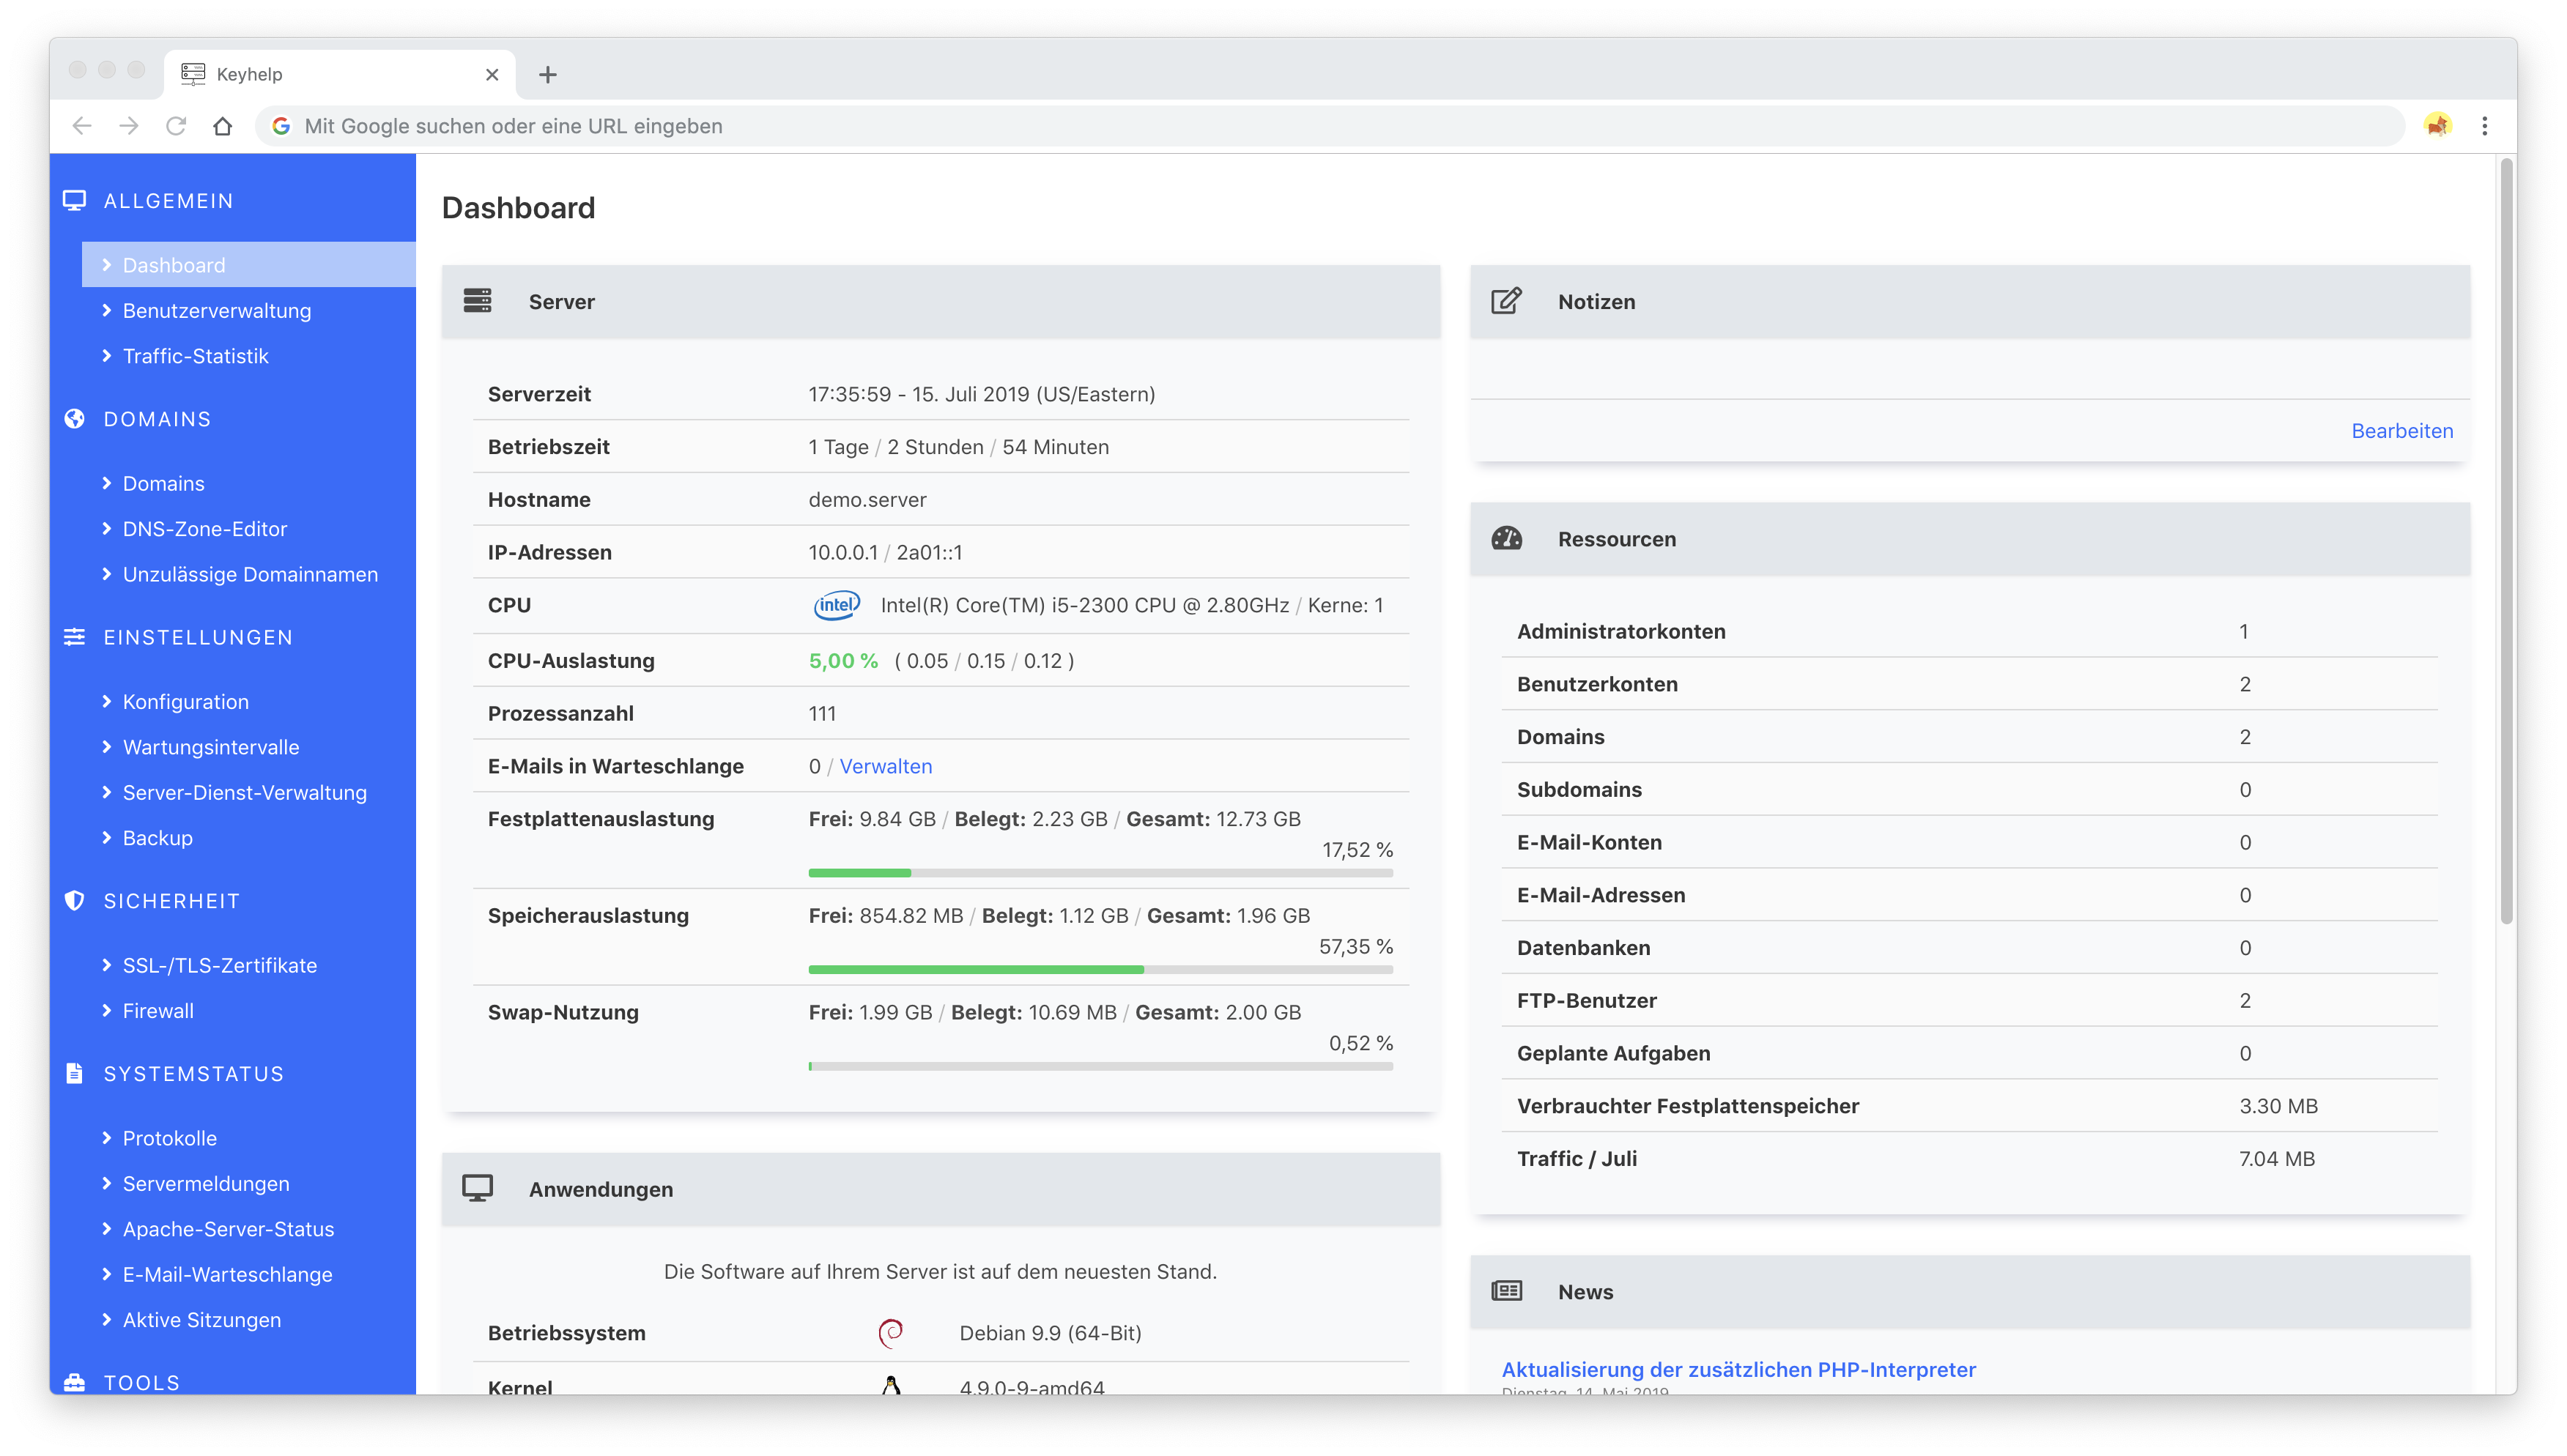 Keyhelp
Mit Google suchen oder eine URL eingeben
ALLGEMEIN
Dashboard
Benutzerverwaltung
Traffic-Statistik
DOMAINS
Domains
DNS-Zone-Editor
Unzulässige Domainnamen
EINSTELLUNGEN
Konfiguration
Wartungsintervalle
Server-Dienst-Verwaltung
Backup
SICHERHEIT
SSL-/TLS-Zertifikate
Firewall
SYSTEMSTATUS
Protokolle
Servermeldungen
Apache-Server-Status
E-Mail-Warteschlange
Aktive Sitzungen
TOOLS
Dashboard
Server
Serverzeit 17:35:59 - 15. Juli 2019 (US/Eastern)
Betriebszeit 1 Tage / 2 Stunden / 54 Minuten
Hostname demo.server
IP-Adressen 10.0.0.1 / 2a01::1
CPU intel Intel(R) Core(TM) i5-2300 CPU @ 2.80GHz / Kerne: 1
CPU-Auslastung 5,00 % ( 0.05 / 0.15 / 0.12 )
Prozessanzahl 111
E-Mails in Warteschlange 0 / Verwalten
Festplattenauslastung Frei: 9.84 GB / Belegt: 2.23 GB / Gesamt: 12.73 GB
17,52 %
Speicherauslastung Frei: 854.82 MB / Belegt: 1.12 GB / Gesamt: 1.96 GB
57,35 %
Swap-Nutzung Frei: 1.99 GB / Belegt: 10.69 MB / Gesamt: 2.00 GB
0,52 %
Anwendungen
Die Software auf Ihrem Server ist auf dem neuesten Stand.
Betriebssystem Debian 9.9 (64-Bit)
Kernel 4.9.0-9-amd64
Notizen
Bearbeiten
Ressourcen
Administratorkonten 1
Benutzerkonten 2
Domains 2
Subdomains 0
E-Mail-Konten 0
E-Mail-Adressen 0
Datenbanken 0
FTP-Benutzer 2
Geplante Aufgaben 0
Verbrauchter Festplattenspeicher 3.30 MB
Traffic / Juli 7.04 MB
News
Aktualisierung der zusätzlichen PHP-Interpreter
Dienstag, 14. Mai 2019